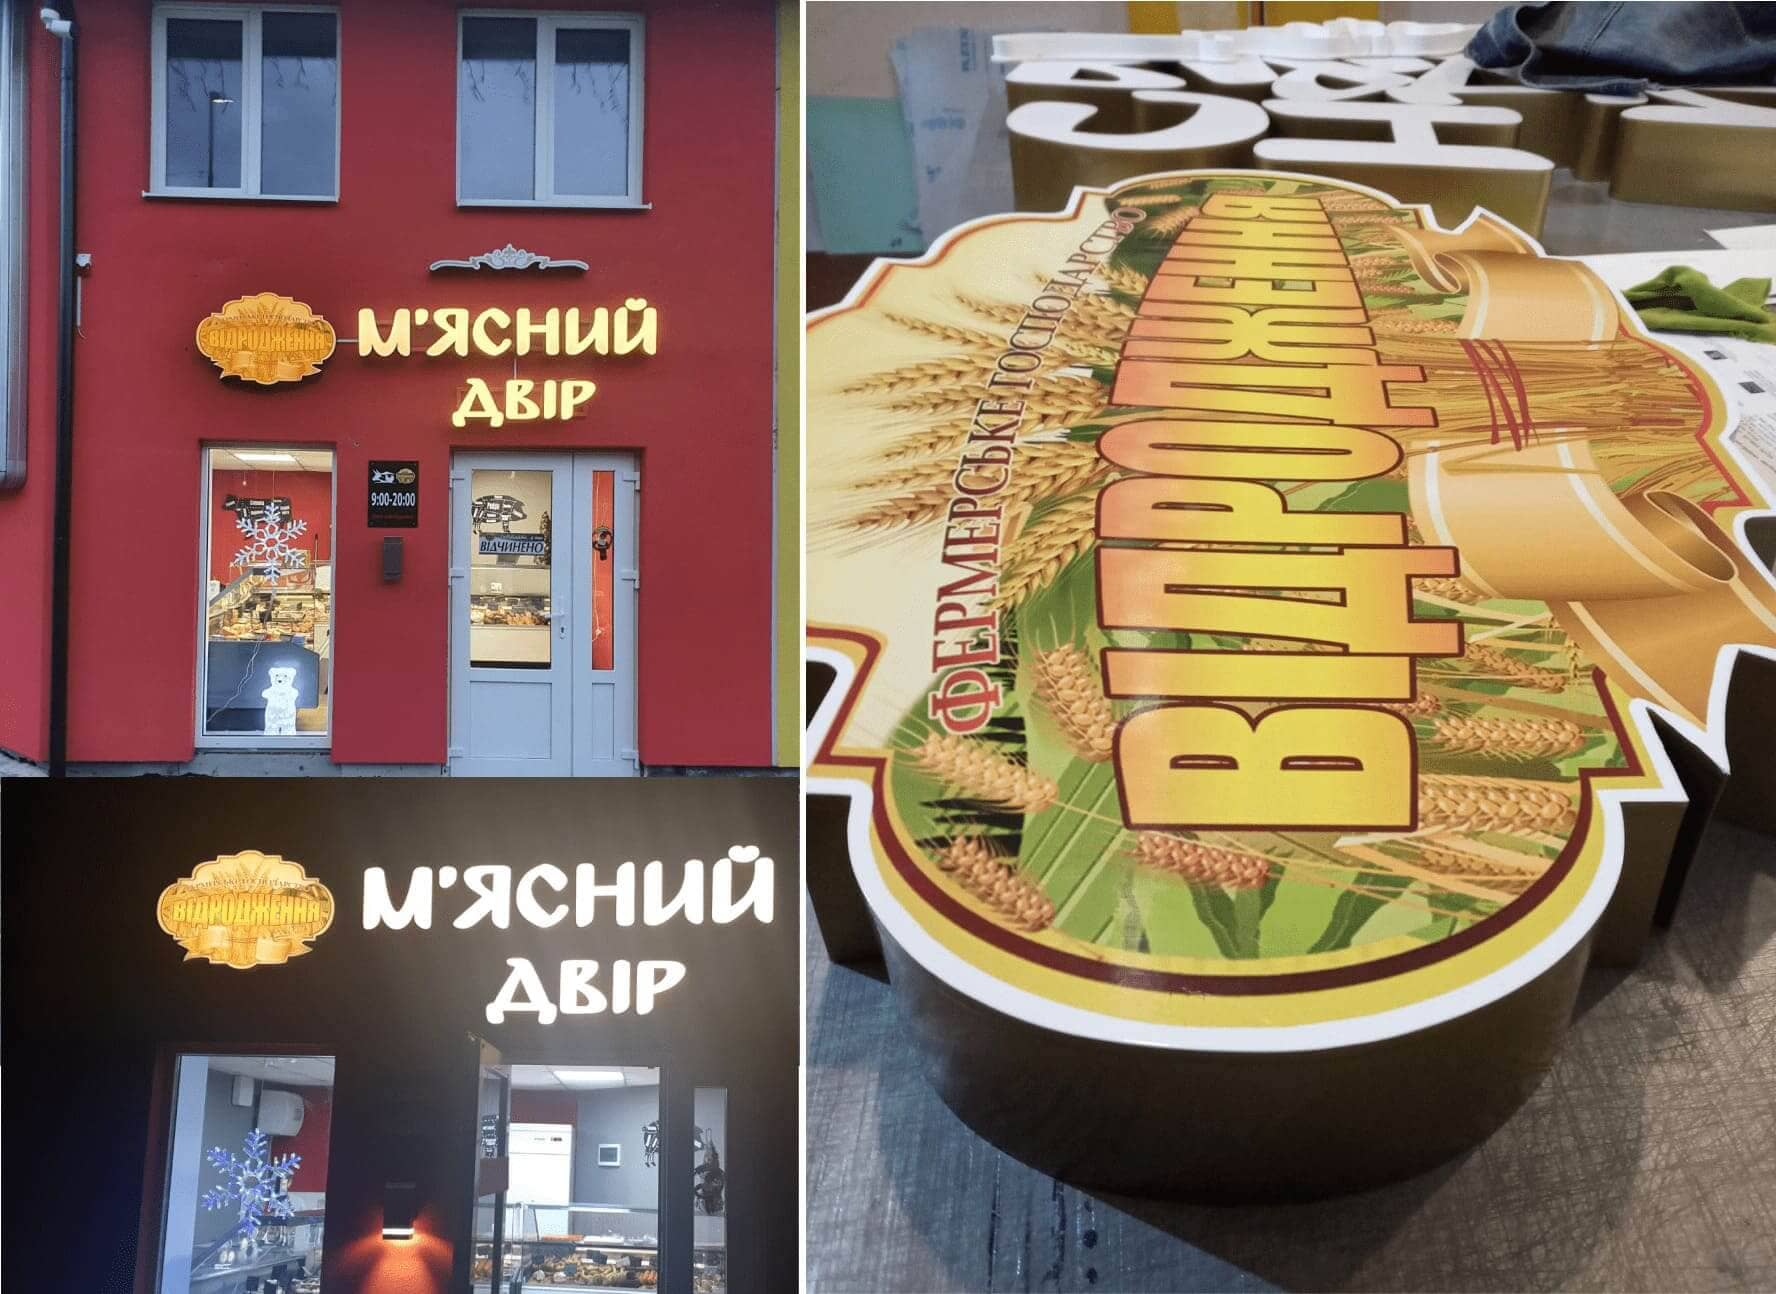 ВІДРОДЖЕННЯ
М'ЯСНИЙ
ДВІР
9:00-20:00
ВІДЧИНЕНО
ВІДРОДЖЕННЯ
М'ЯСНИЙ
ДВІР
ФЕРМЕРСЬКЕ ГОСПОДАРСТВО
ВІДРОДЖЕННЯ